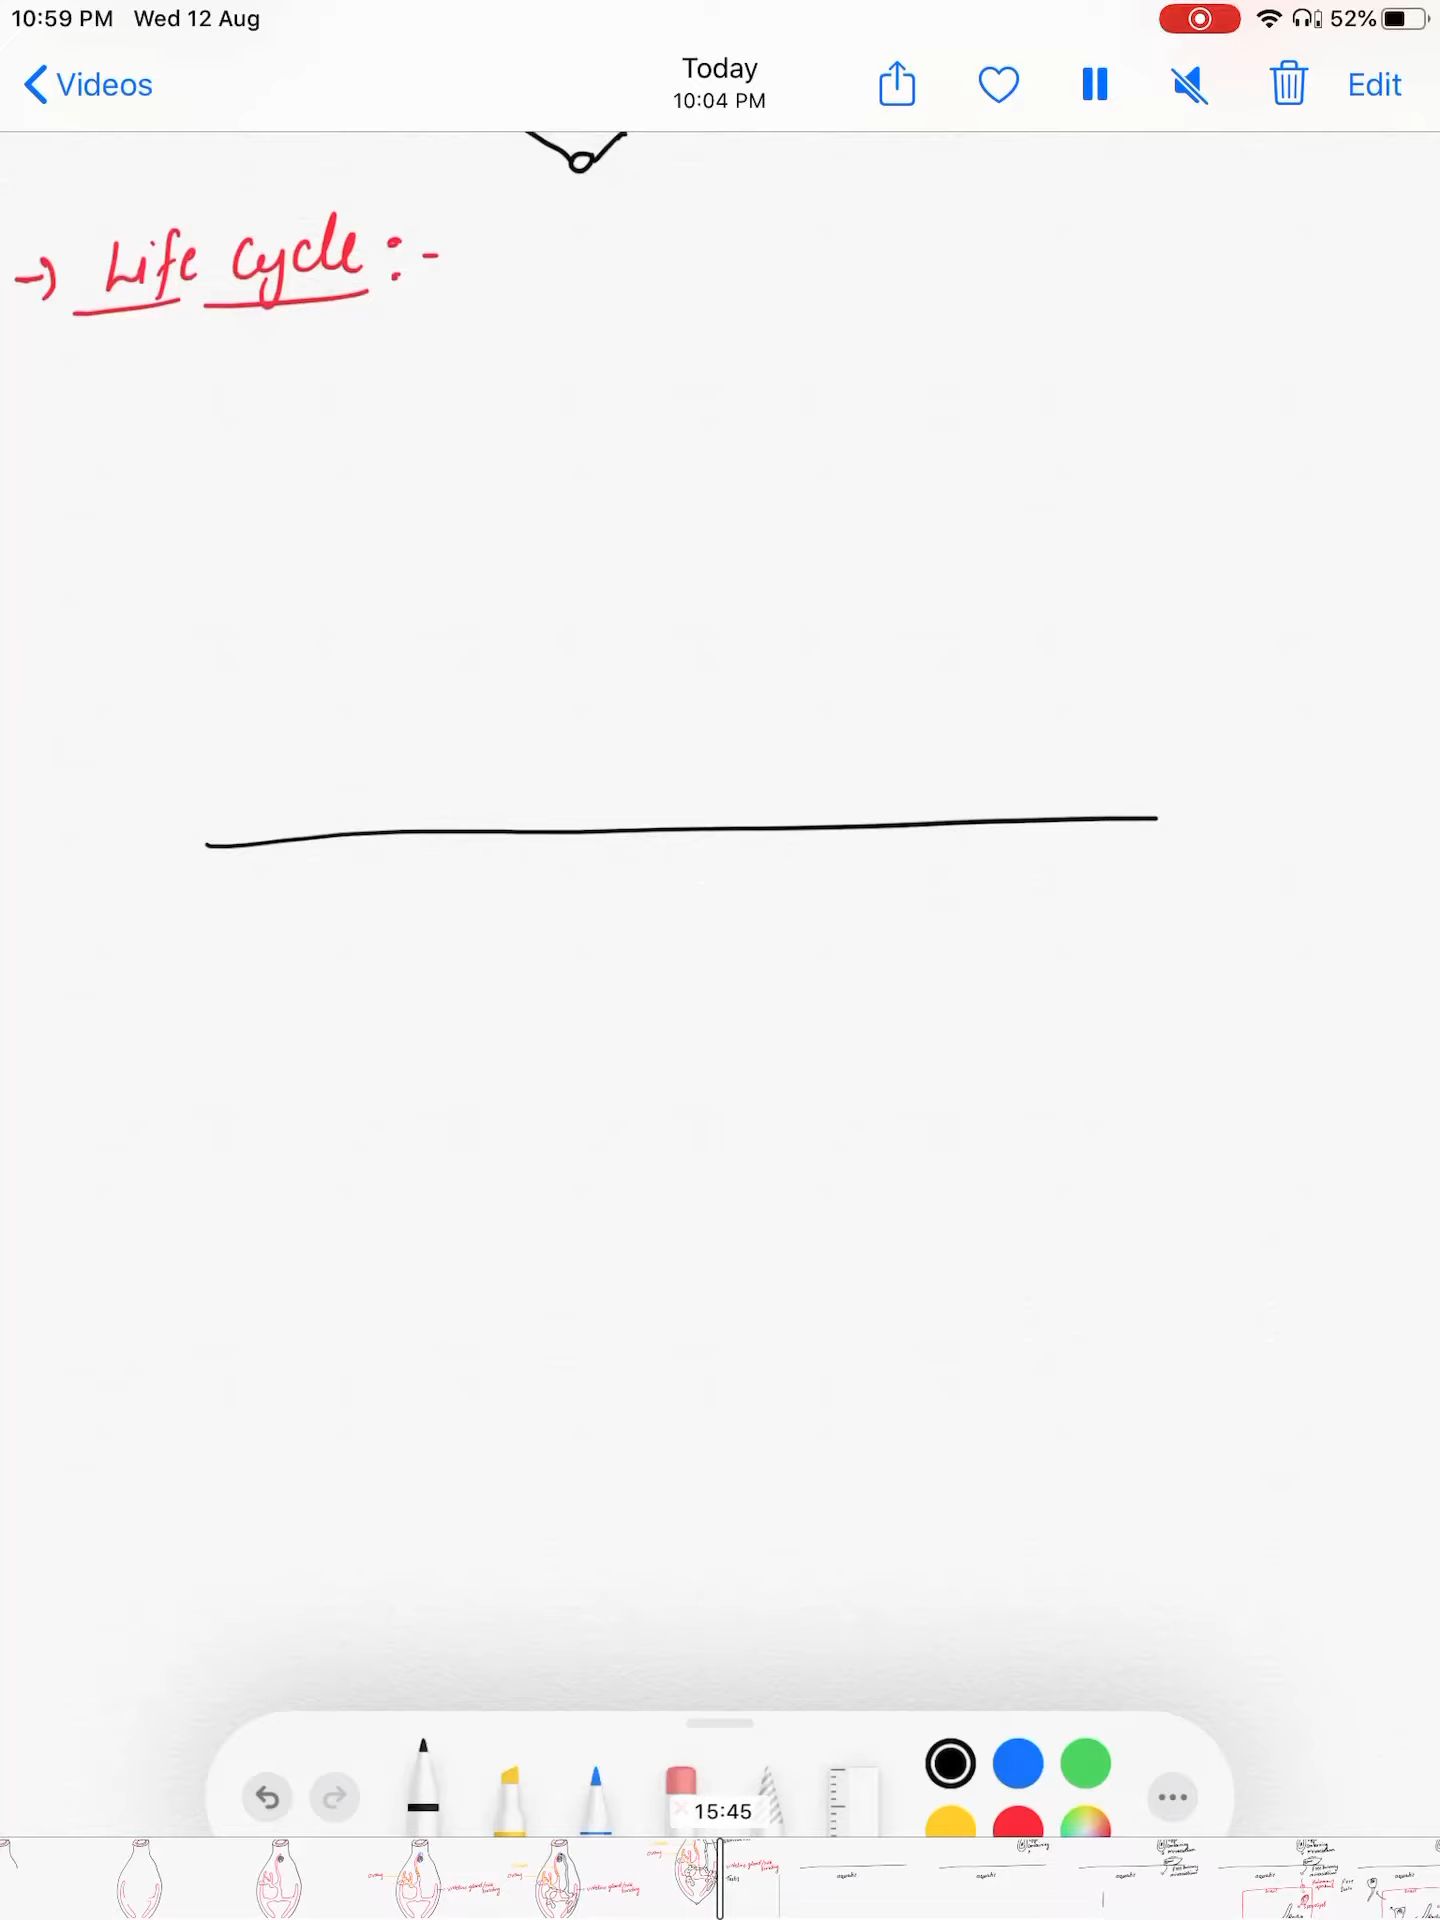 10:59 PM Wed 12 Aug
52%
Videos
Today
10:04 PM
Edit
-> Life Cycle :-
15:45